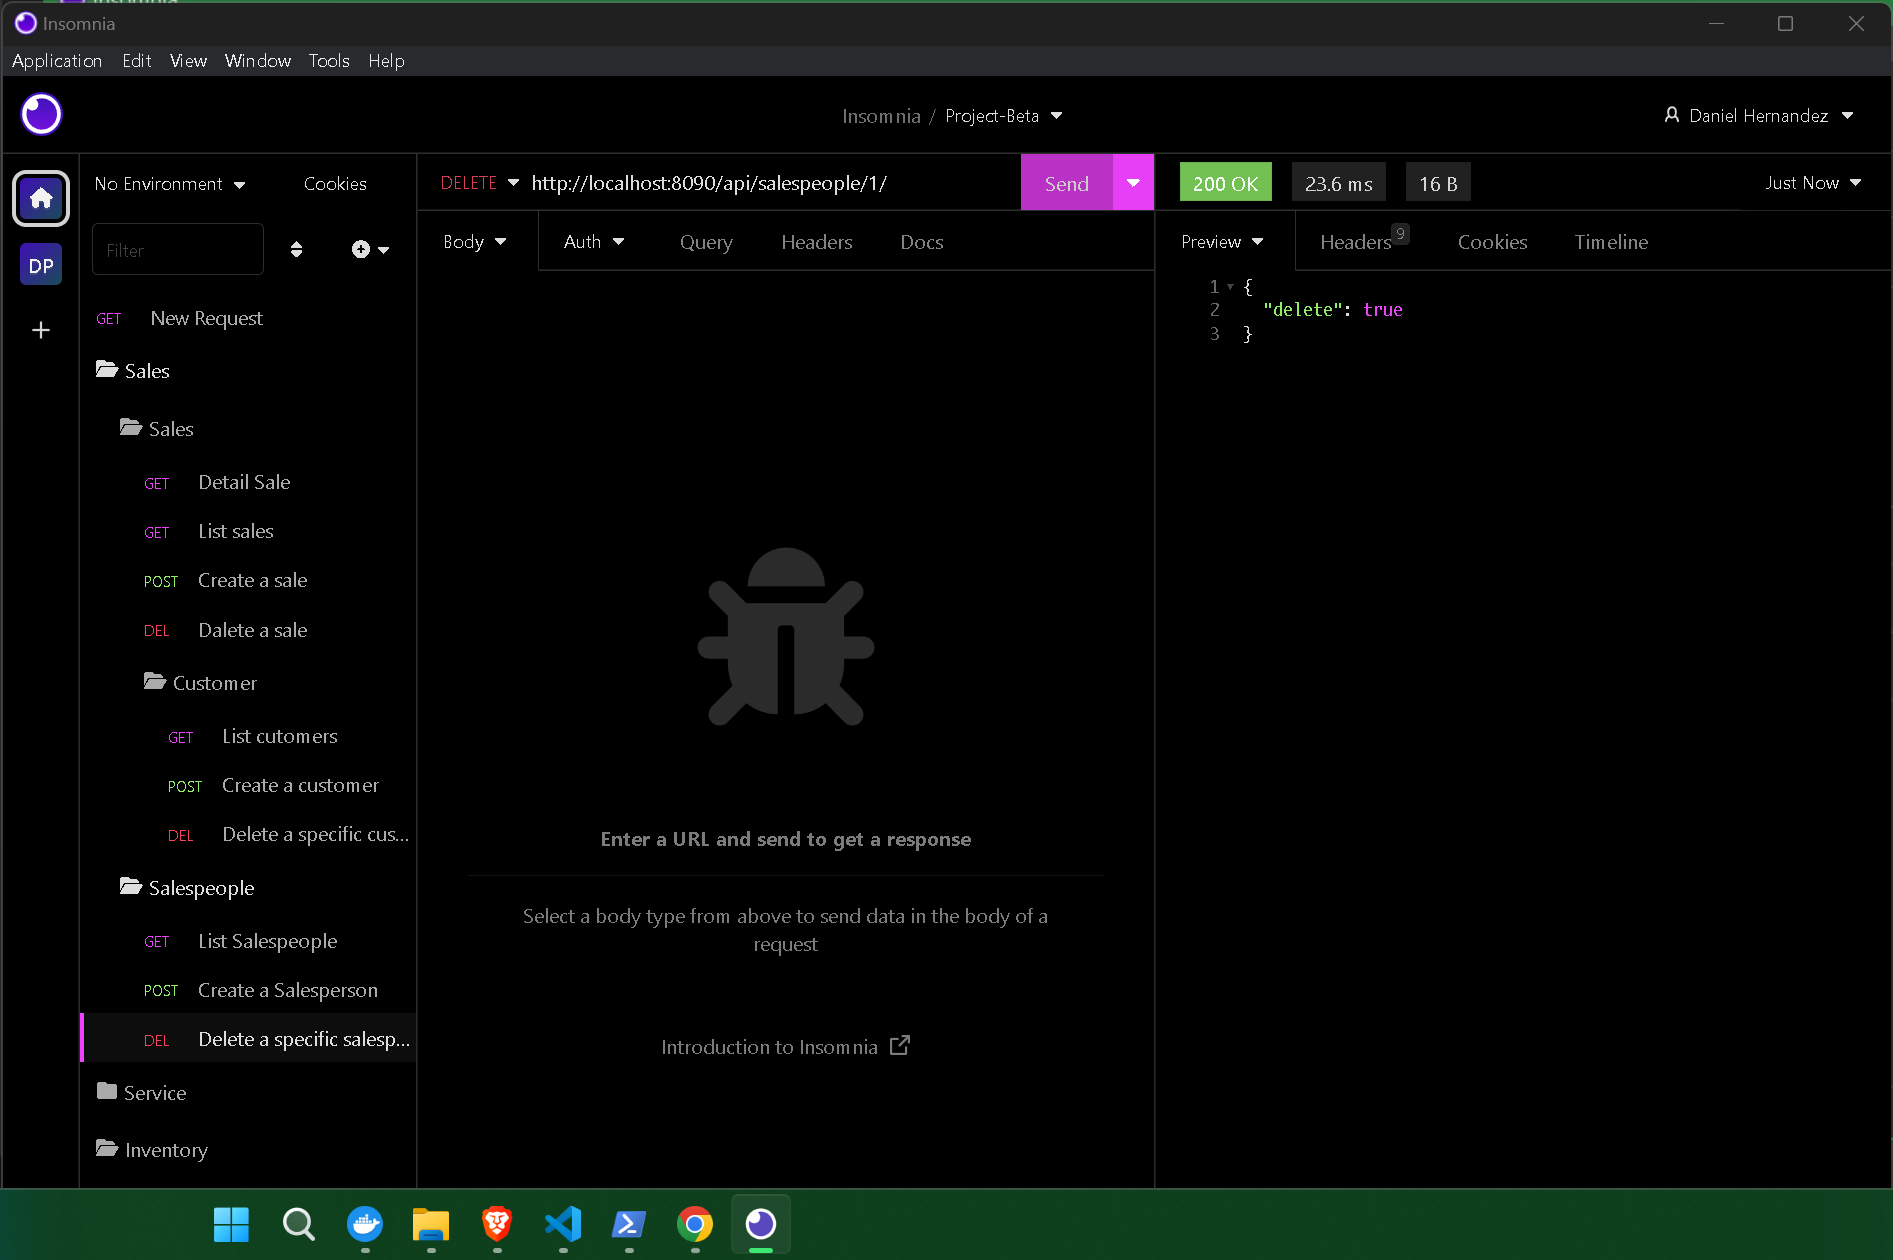 Insomnia
Application Edit View Window Tools Help
Insomnia / Project-Beta
Daniel Hernandez
No Environment Cookies
DELETE http://localhost:8090/api/salespeople/1/
Send
200 OK 23.6 ms 16 B
Just Now
DP
Filter
Body Auth Query Headers Docs
Preview Headers 9 Cookies Timeline
1 {
2 "delete": true
3 }
GET New Request
Sales
Sales
GET Detail Sale
GET List sales
POST Create a sale
DEL Dalete a sale
Customer
GET List cutomers
POST Create a customer
DEL Delete a specific cus...
Salespeople
GET List Salespeople
POST Create a Salesperson
DEL Delete a specific salesp...
Service
Inventory
Enter a URL and send to get a response
Select a body type from above to send data in the body of a
request
Introduction to Insomnia